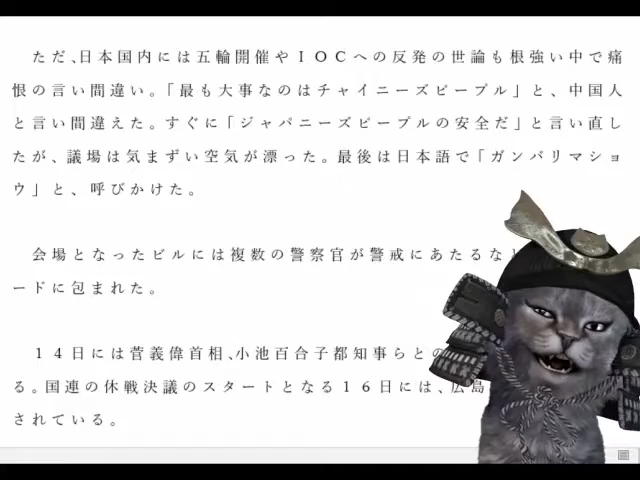 ただ、日本国内には五輪開催やＩＯＣへの反発の世論も根強い中で痛
恨の言い間違い。「最も大事なのはチャイニーズピープル」と、中国人
と言い間違えた。すぐに「ジャパニーズピープルの安全だ」と言い直し
たが、議場は気まずい空気が漂った。最後は日本語で「ガンバリマショ
ウ」と、呼びかけた。
会場となったビルには複数の警察官が警戒にあたるな
ードに包まれた。
１４日には菅義偉首相、小池百合子都知事らとの
る。国連の休戦決議のスタートとなる１６日には、広島
されている。